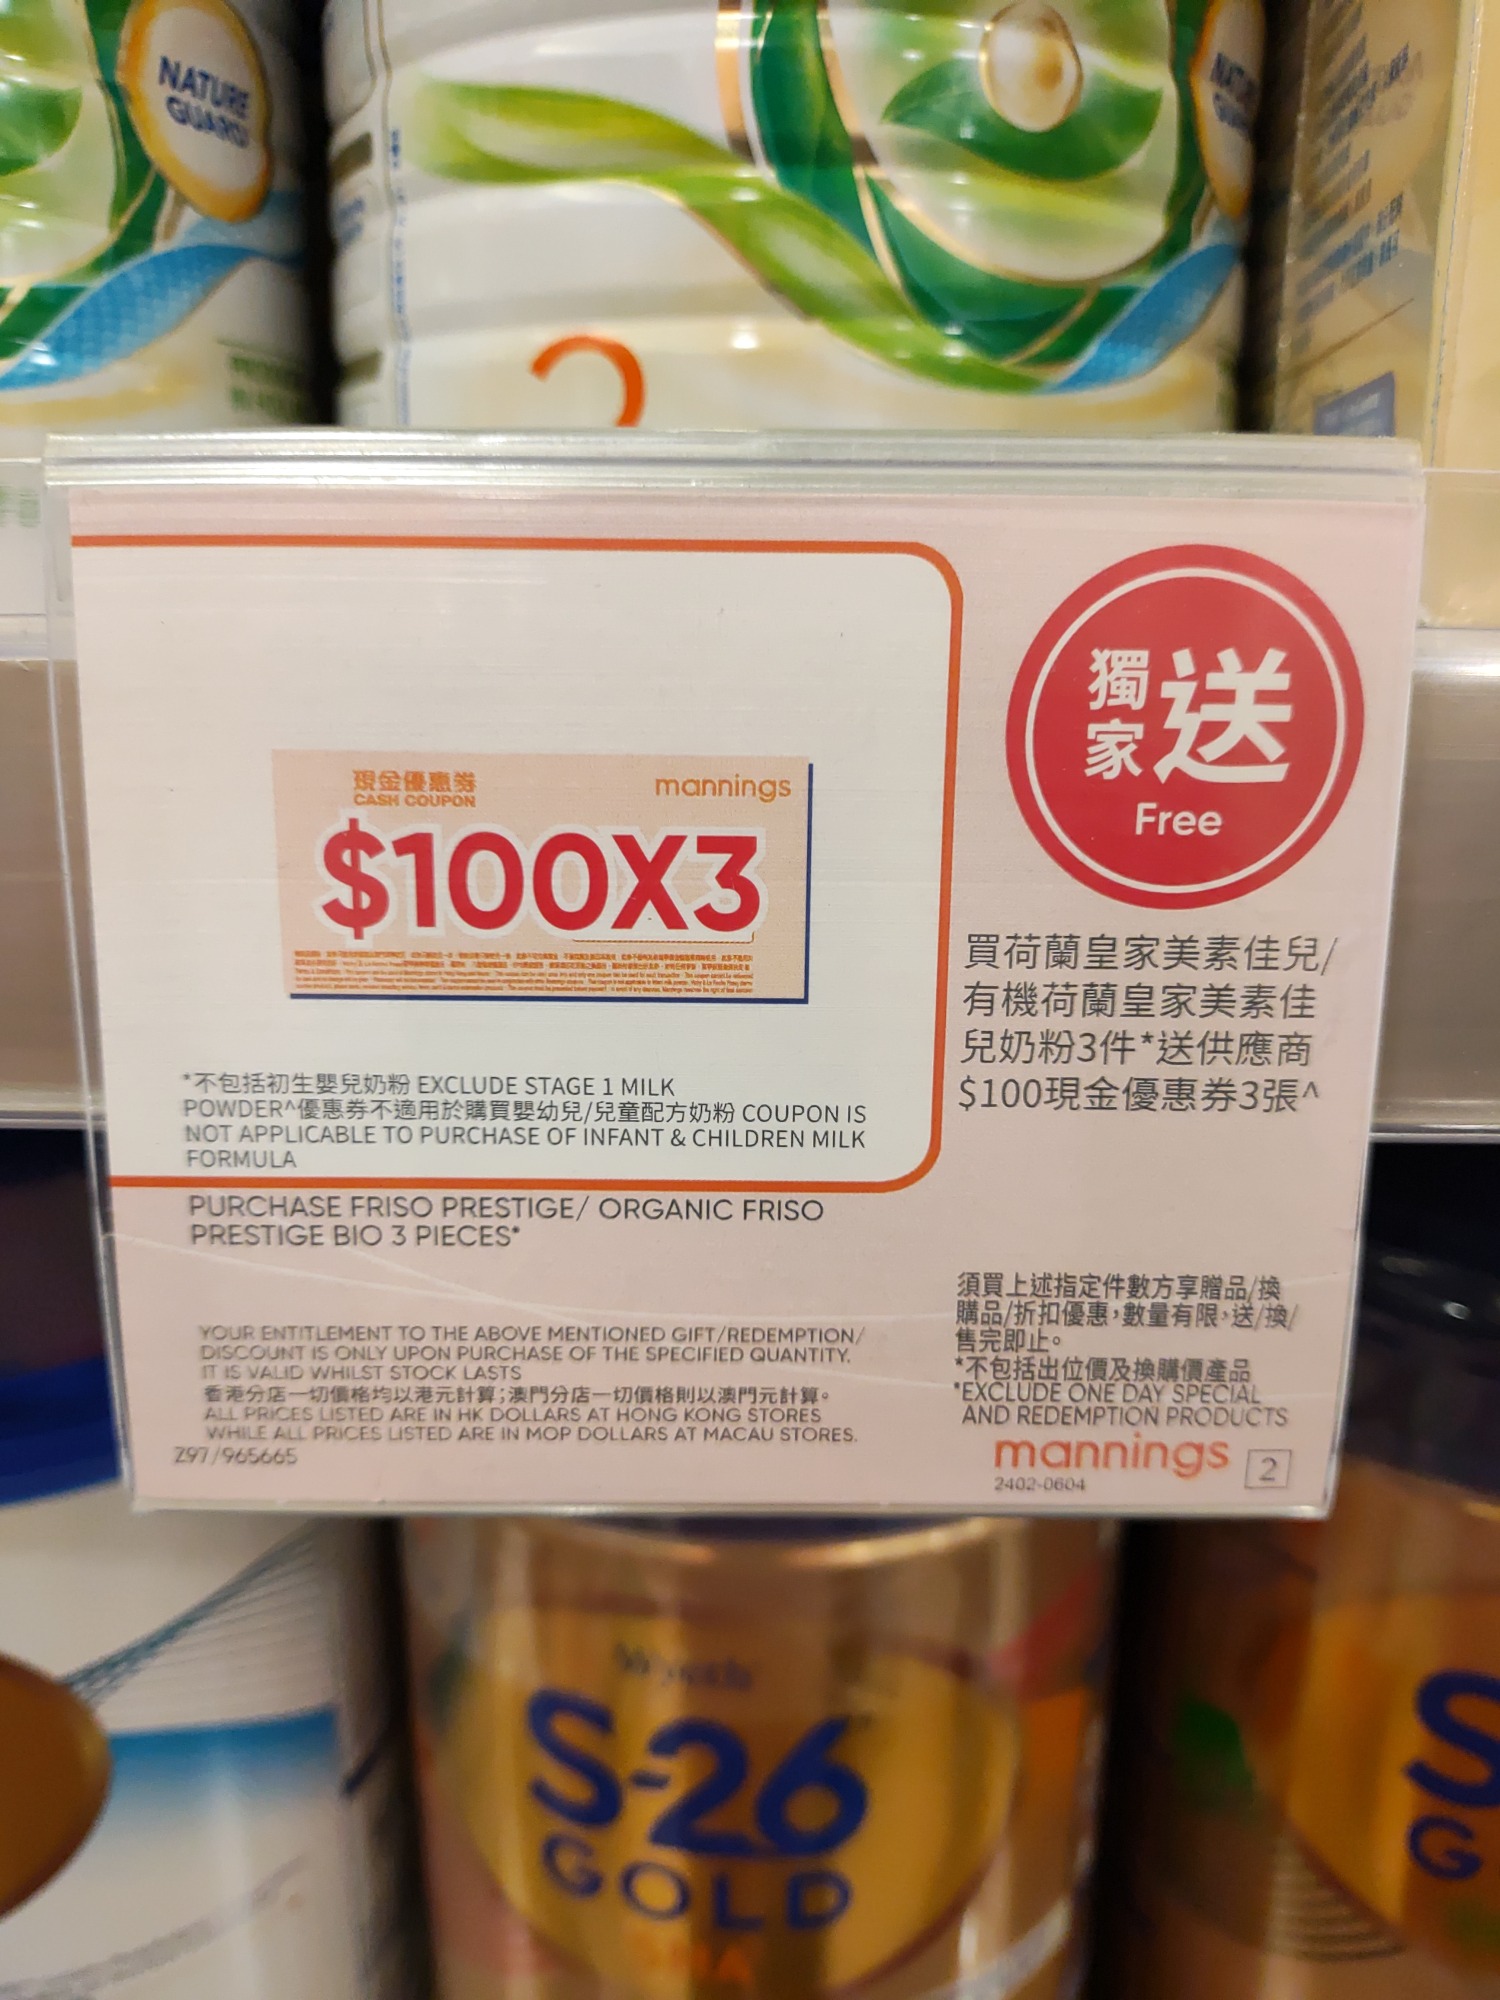 NATURE
GUARD
2
獨家送
Free
現金優惠券
CASH COUPON
mannings
$100X3
買荷蘭皇家美素佳兒/
有機荷蘭皇家美素佳
兒奶粉3件*送供應商
$100現金優惠券3張^
*不包括初生嬰兒奶粉 EXCLUDE STAGE 1 MILK
POWDER^優惠券不適用於購買嬰幼兒/兒童配方奶粉 COUPON IS
NOT APPLICABLE TO PURCHASE OF INFANT & CHILDREN MILK
FORMULA
PURCHASE FRISO PRESTIGE/ ORGANIC FRISO
PRESTIGE BIO 3 PIECES*
須買上述指定件數方享贈品/換
購品/折扣優惠，數量有限，送/換/
售完即止。
*不包括出位價及換購價產品
*EXCLUDE ONE DAY SPECIAL
AND REDEMPTION PRODUCTS
YOUR ENTITLEMENT TO THE ABOVE MENTIONED GIFT/REDEMPTION/
DISCOUNT IS ONLY UPON PURCHASE OF THE SPECIFIED QUANTITY.
IT IS VALID WHILST STOCK LASTS
香港分店一切價格均以港元計算;澳門分店一切價格則以澳門元計算。
ALL PRICES LISTED ARE IN HK DOLLARS AT HONG KONG STORES
WHILE ALL PRICES LISTED ARE IN MOP DOLLARS AT MACAU STORES.
Z97/965665
mannings 2
2402-0604
S-26
GOLD